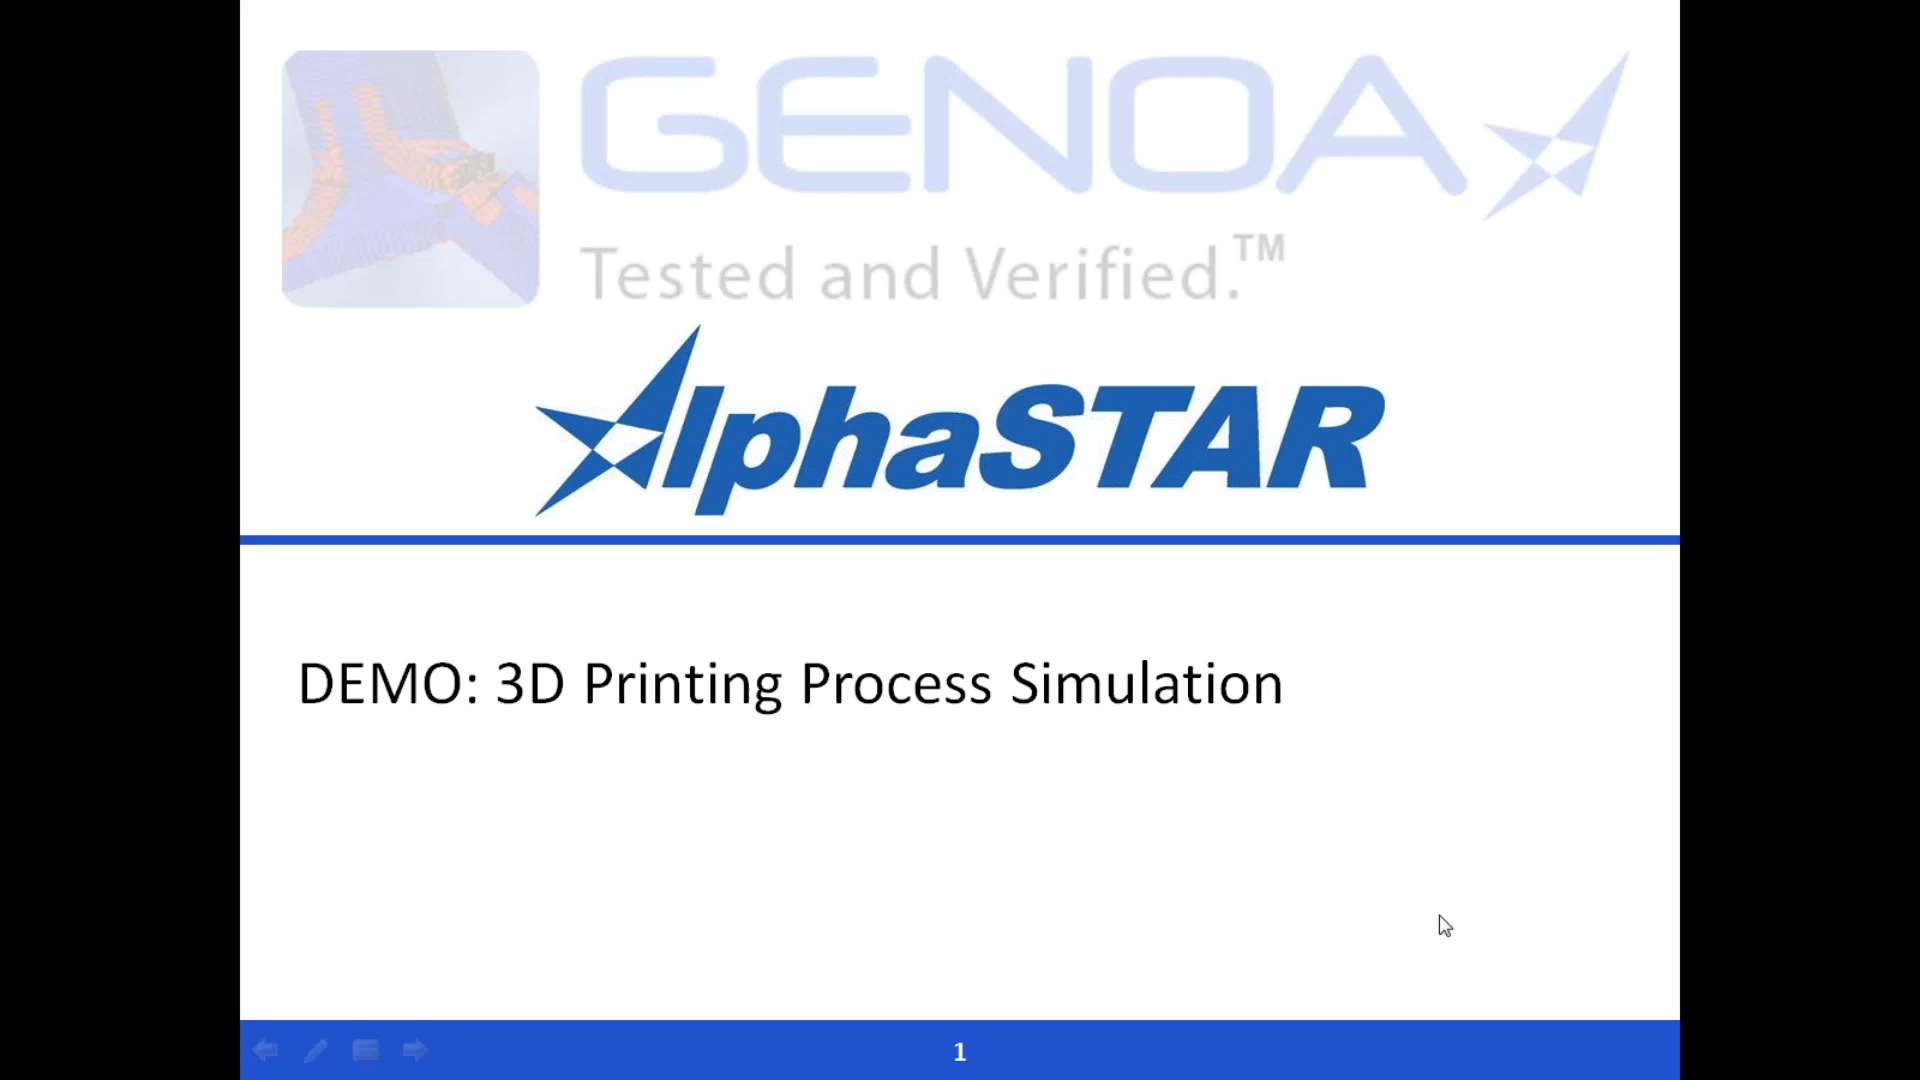 GENOA
Tested and Verified.™
AlphaSTAR
DEMO: 3D Printing Process Simulation
1